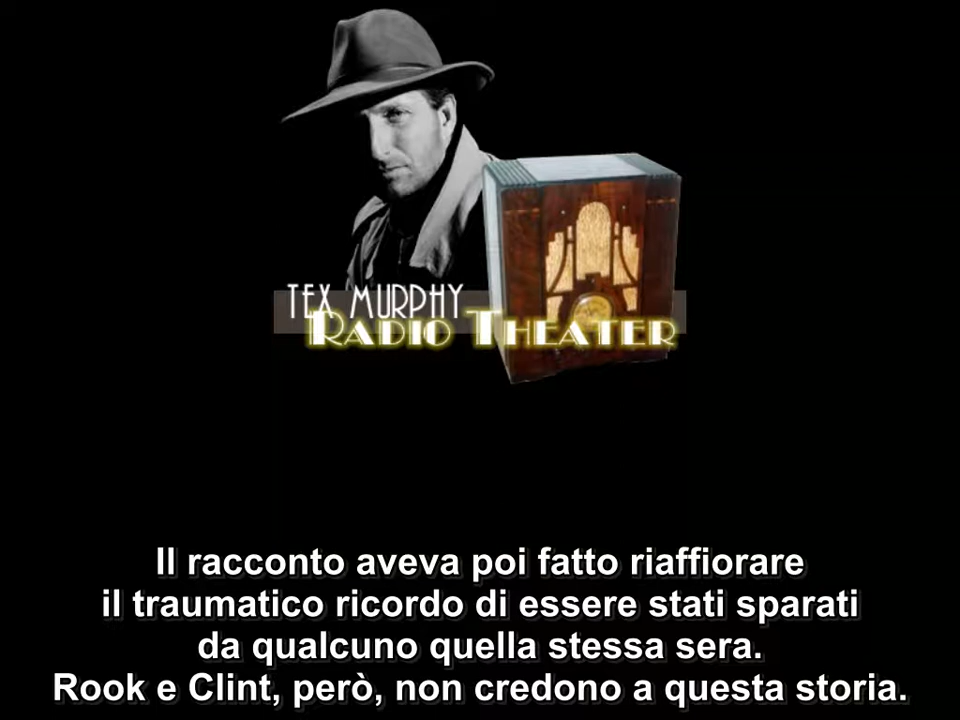 TEX MURPHY
RADIO THEATER
Il racconto aveva poi fatto riaffiorare
il traumatico ricordo di essere stati sparati
da qualcuno quella stessa sera.
Rook e Clint, però, non credono a questa storia.